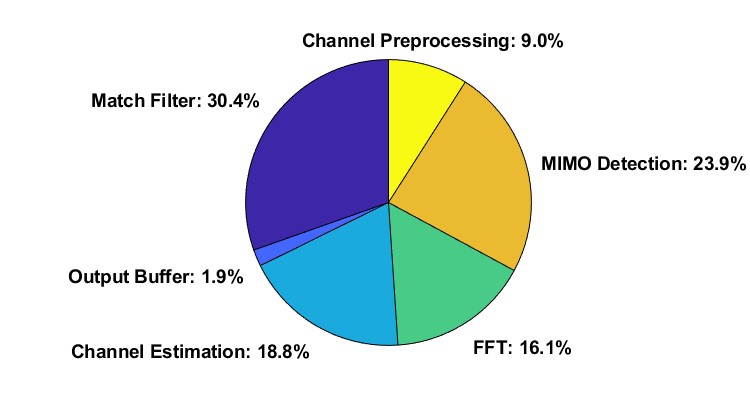 Channel Preprocessing: 9.0%
Match Filter: 30.4%
MIMO Detection: 23.9%
Output Buffer: 1.9%
Channel Estimation: 18.8%
FFT: 16.1%